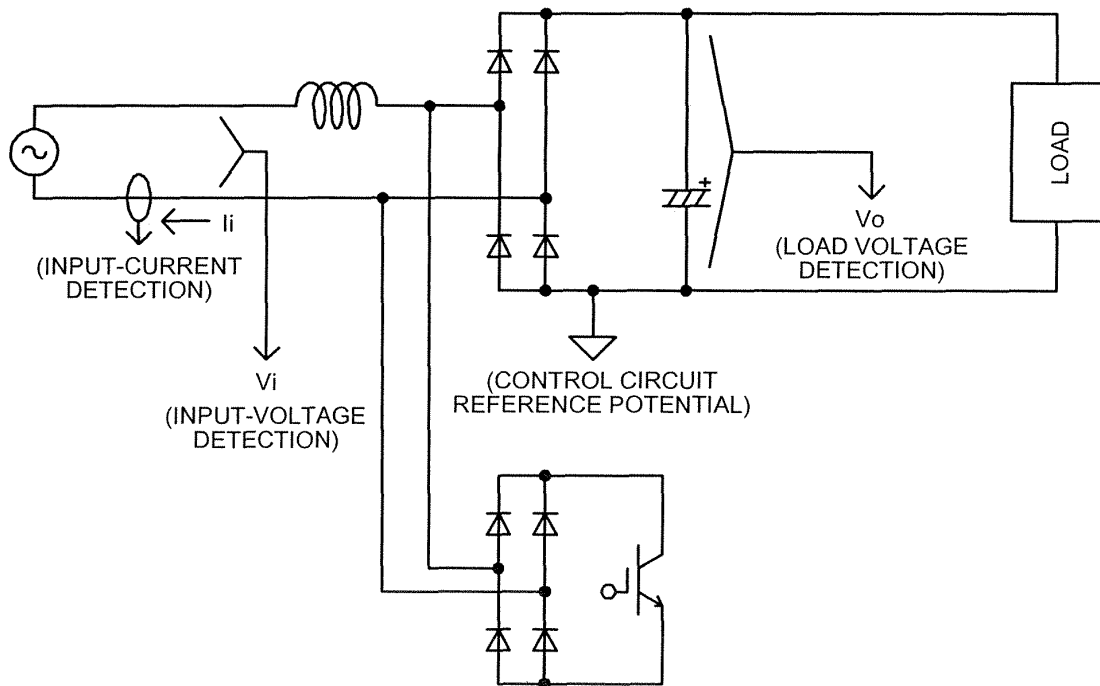 LOAD
+
Ii
(INPUT-CURRENT
DETECTION)
Vo
(LOAD VOLTAGE
DETECTION)
Vi
(INPUT-VOLTAGE
DETECTION)
(CONTROL CIRCUIT
REFERENCE POTENTIAL)